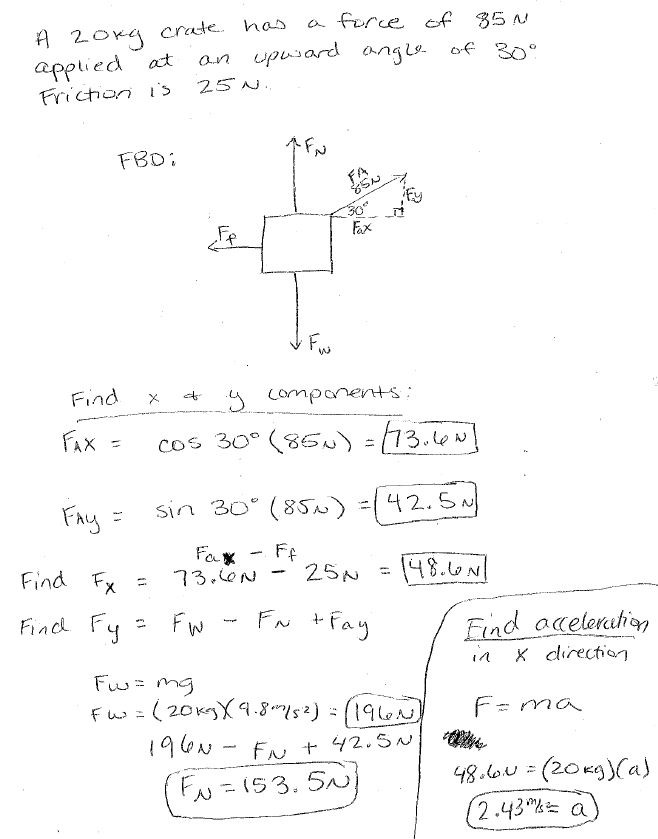 A 20kg crate has a force of 85N
applied at an upward angle of 30°
Friction is 25N.
FBD:
FN
FA
85N
Fy
30°
Fax
Ff
Fw
Find x & y components:
FAX = cos 30° (85N) = 73.6N
FAy = sin 30° (85N) = 42.5N
Fax - Ff
Find Fx = 73.6N - 25N = 48.6N
Find Fy = FW - FN + Fay
Fw = mg
Fw = (20kg)(9.8m/s2) = 196N
196N - FN + 42.5N
FN = 153.5N
Find acceleration
in x direction
F = ma
48.6N = (20kg)(a)
2.43m/s2 = a